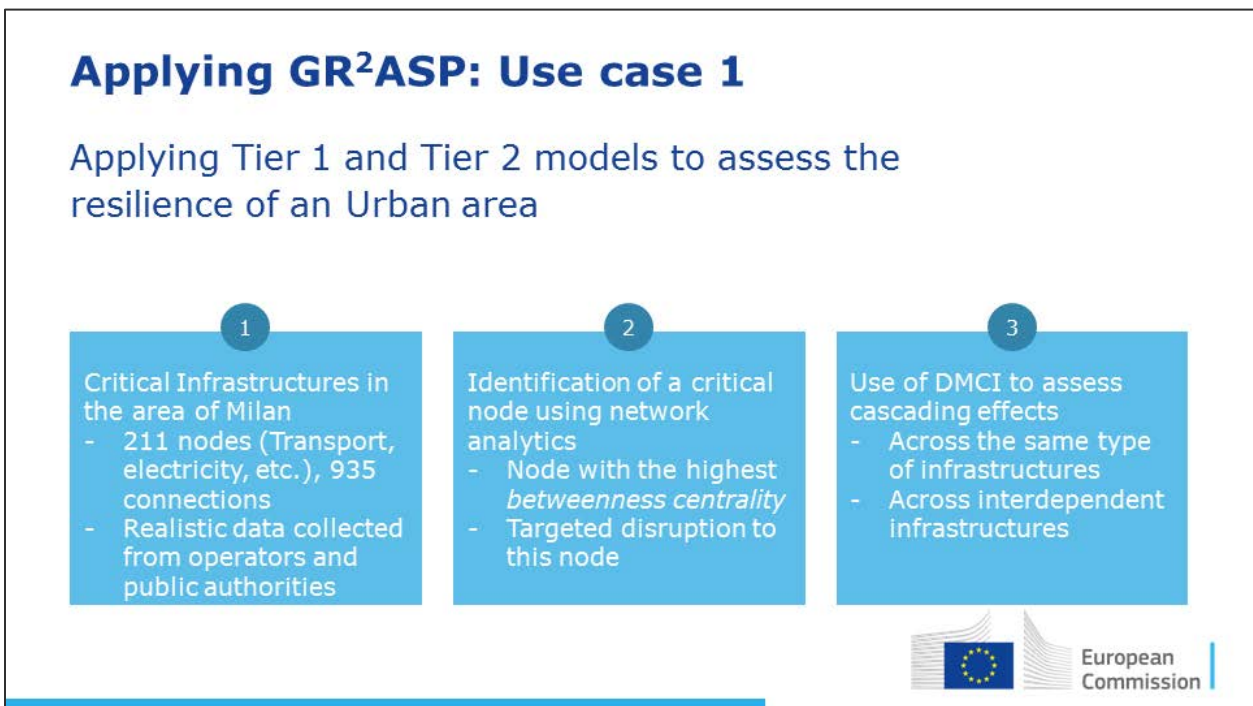 Applying GR²ASP: Use case 1
Applying Tier 1 and Tier 2 models to assess the
resilience of an Urban area
1
Critical Infrastructures in
the area of Milan
- 211 nodes (Transport,
electricity, etc.), 935
connections
- Realistic data collected
from operators and
public authorities
2
Identification of a critical
node using network
analytics
- Node with the highest
betweenness centrality
- Targeted disruption to
this node
3
Use of DMCI to assess
cascading effects
- Across the same type
of infrastructures
- Across interdependent
infrastructures
European
Commission